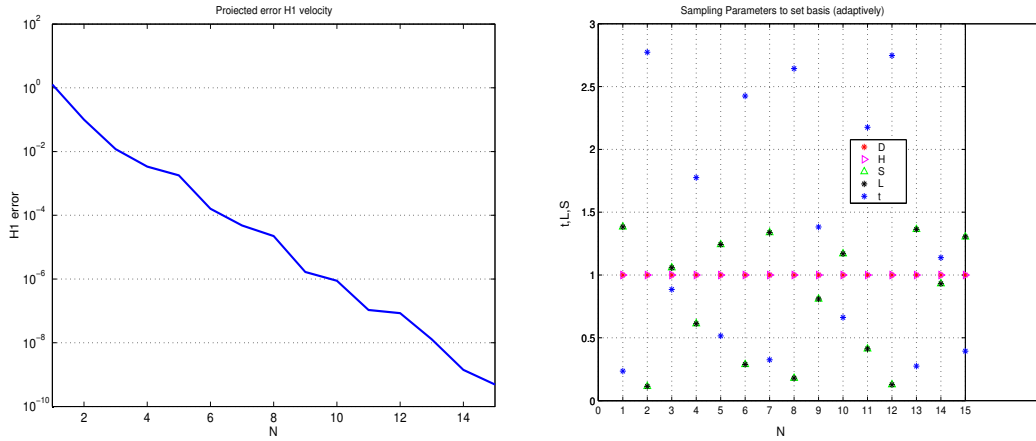 Projected error H1 velocity
10^2
10^0
10^-2
10^-4
10^-6
10^-8
10^-10
H1 error
2 4 6 8 10 12 14
N
Sampling Parameters to set basis (adaptively)
3
2.5
2
1.5
1
0.5
0
t,L,S
D
H
S
L
t
0 1 2 3 4 5 6 7 8 9 10 11 12 13 14 15
N